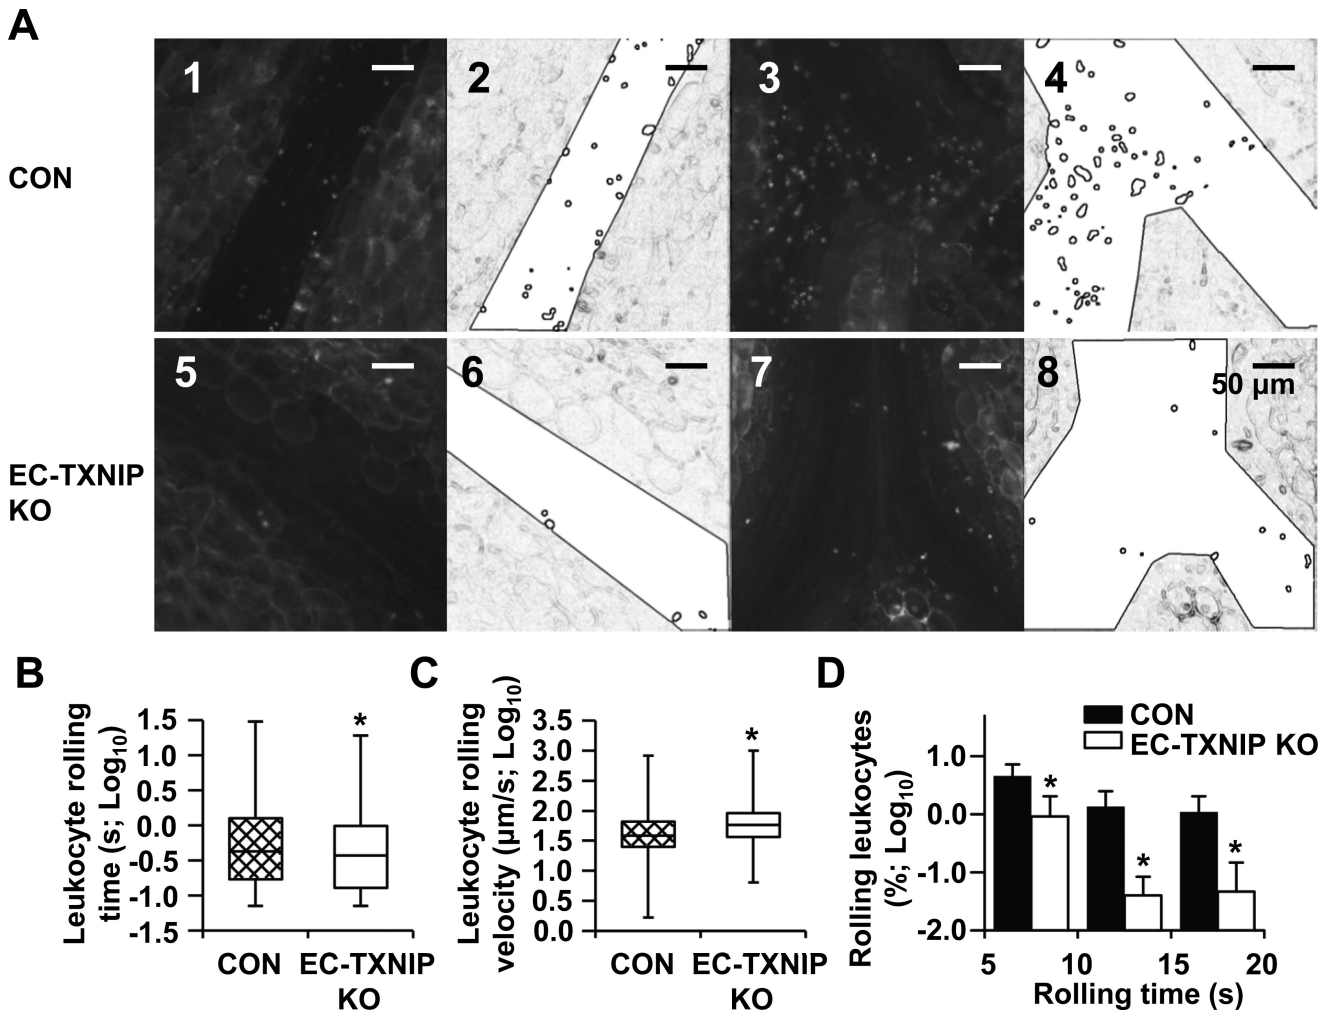 A
1
2
3
4
CON
5
6
7
8
50 µm
EC-TXNIP
KO
B
Leukocyte rolling
time (s; Log10)
1.5
1.0
0.5
0.0
-0.5
-1.0
-1.5
CON
EC-TXNIP
KO
*
C
Leukocyte rolling
velocity (µm/s; Log10)
3.5
3.0
2.5
2.0
1.5
1.0
0.5
0.0
CON
EC-TXNIP
KO
*
D
CON
EC-TXNIP KO
Rolling leukocytes
(%; Log10)
1.0
0.0
-1.0
-2.0
*
*
*
5
10
15
20
Rolling time (s)